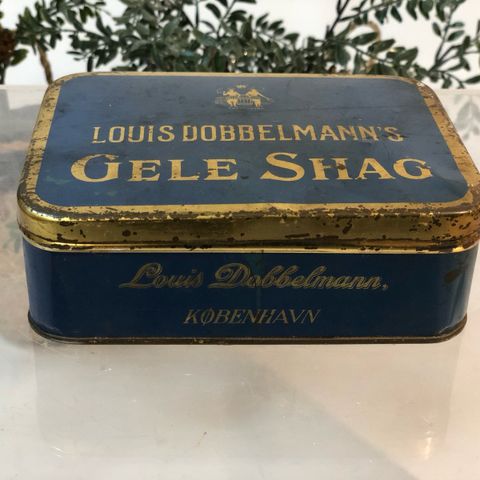 LOUIS DOBBELMANN'S
GELE SHAG
Louis Dobbelmann,
KØBENHAVN